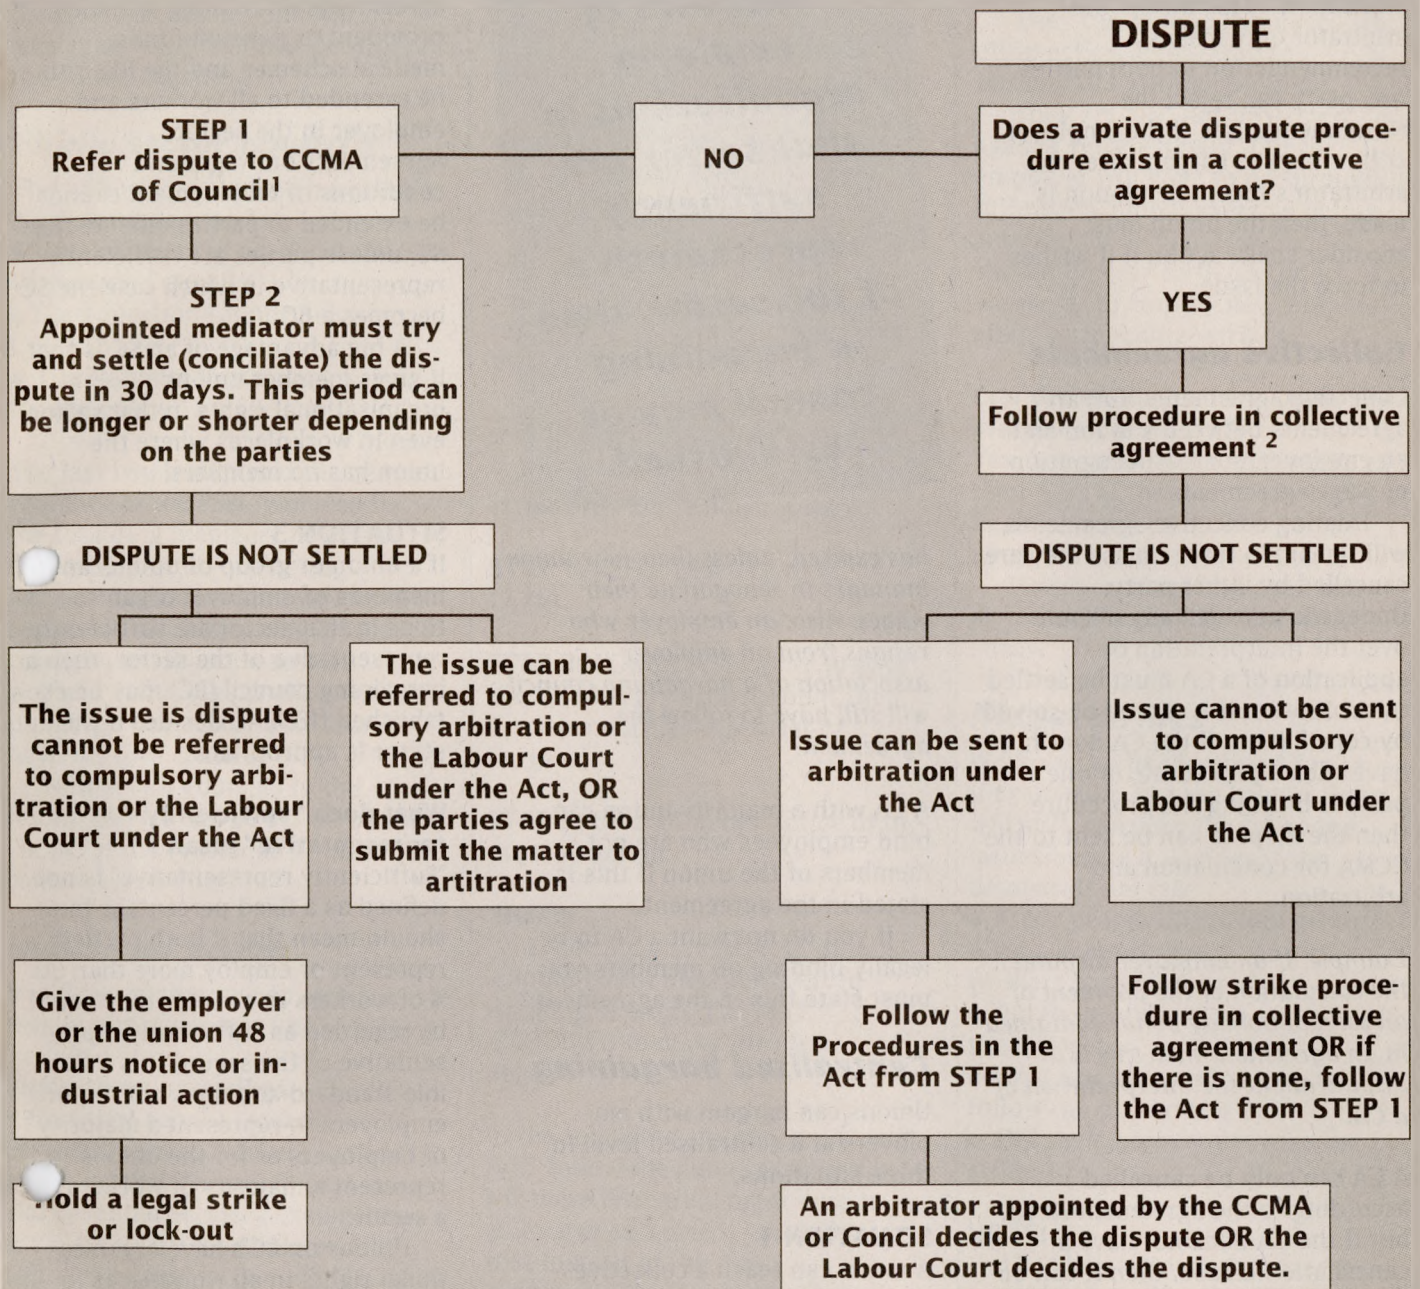 DISPUTE
Does a private dispute proce-
dure exist in a collective
agreement?
NO
STEP 1
Refer dispute to CCMA
of Council1
STEP 2
Appointed mediator must try
and settle (conciliate) the dis-
pute in 30 days. This period can
be longer or shorter depending
on the parties
DISPUTE IS NOT SETTLED
The issue is dispute
cannot be referred
to compulsory arbi-
tration or the Labour
Court under the Act
The issue can be
referred to compul-
sory arbitration or
the Labour Court
under the Act, OR
the parties agree to
submit the matter to
artitration
Give the employer
or the union 48
hours notice or in-
dustrial action
Hold a legal strike
or lock-out
YES
Follow procedure in collective
agreement 2
DISPUTE IS NOT SETTLED
Issue can be sent to
arbitration under
the Act
Issue cannot be sent
to compulsory
arbitration or
Labour Court under
the Act
Follow the
Procedures in the
Act from STEP 1
Follow strike proce-
dure in collective
agreement OR if
there is none, follow
the Act from STEP 1
An arbitrator appointed by the CCMA
or Concil decides the dispute OR the
Labour Court decides the dispute.